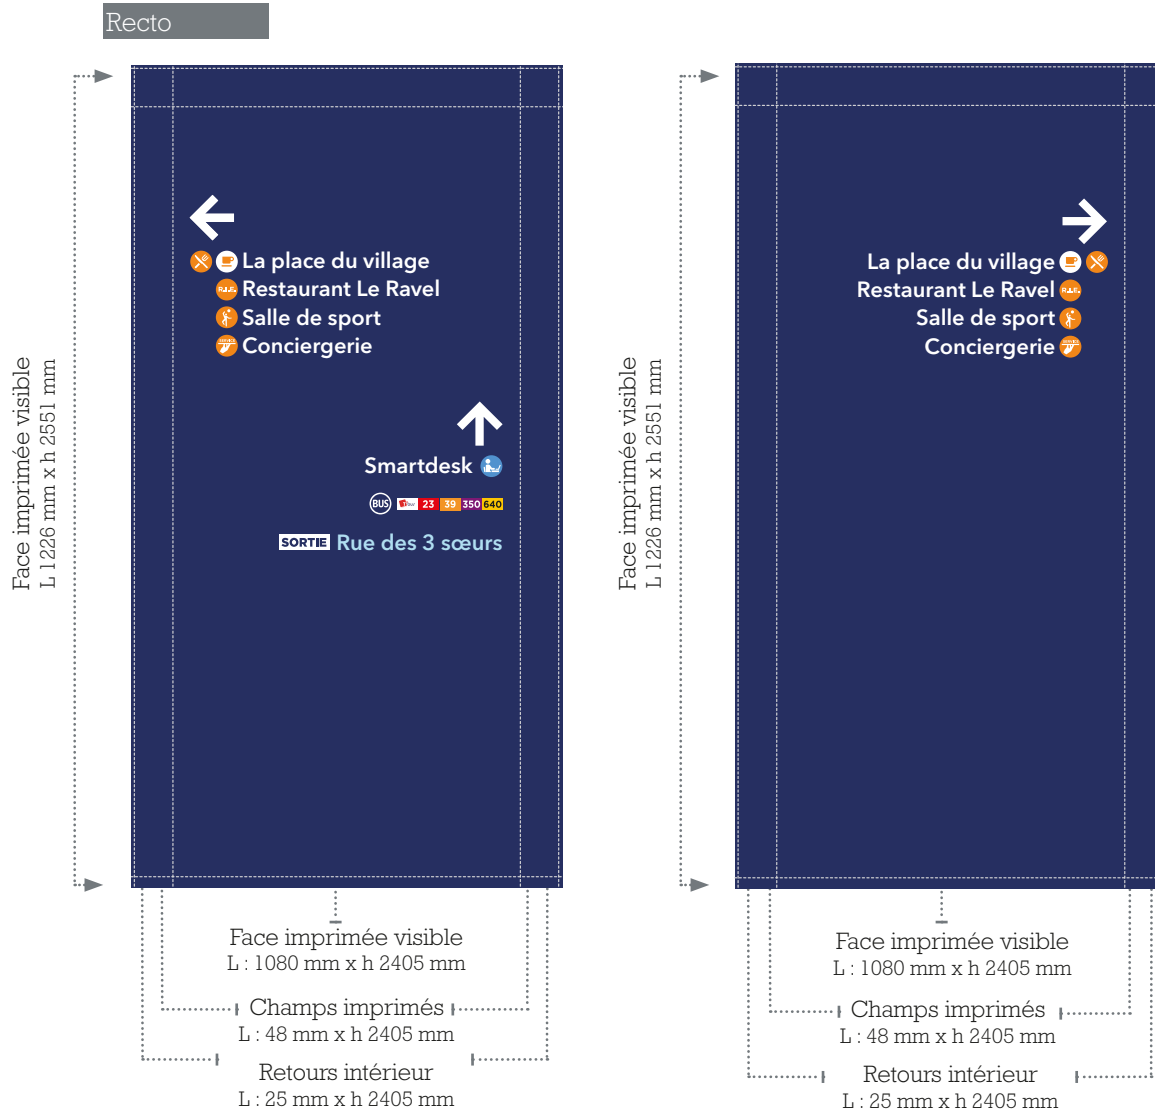 Recto
Face imprimée visible
L 1226 mm x h 2551 mm
La place du village
Restaurant Le Ravel
R.I.E.
Salle de sport
Conciergerie
Smartdesk
BUS
23 39 350 640
SORTIE Rue des 3 sœurs
Face imprimée visible
L : 1080 mm x h 2405 mm
Champs imprimés
L : 48 mm x h 2405 mm
Retours intérieur
L : 25 mm x h 2405 mm
Face imprimée visible
L 1226 mm x h 2551 mm
La place du village
Restaurant Le Ravel
R.I.E.
Salle de sport
Conciergerie
Face imprimée visible
L : 1080 mm x h 2405 mm
Champs imprimés
L : 48 mm x h 2405 mm
Retours intérieur
L : 25 mm x h 2405 mm